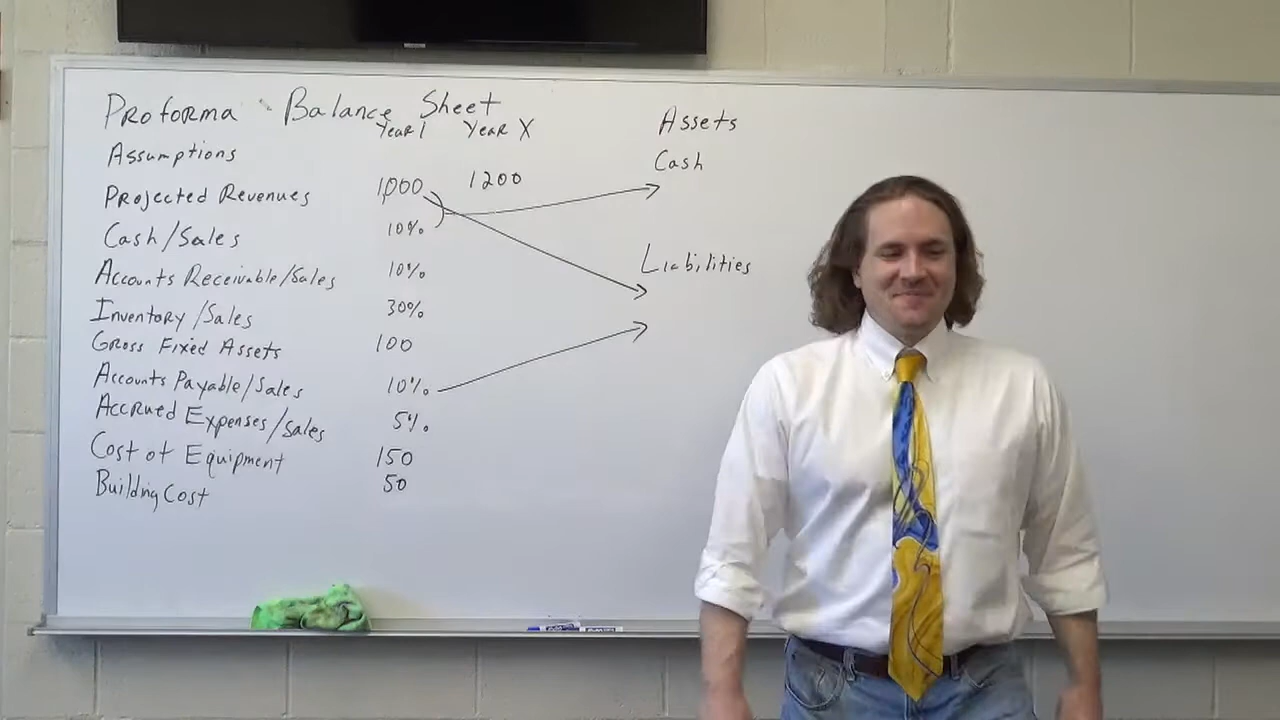 Proforma Balance Sheet
Year 1 Year X
Assumptions
Projected Revenues 1,000 1200
Cash/Sales 10%
Accounts Receivable/Sales 10%
Inventory/Sales 30%
Gross Fixed Assets 100
Accounts Payable/Sales 10%
Accrued Expenses/Sales 5%
Cost of Equipment 150
Building Cost 50
Assets
Cash
Liabilities